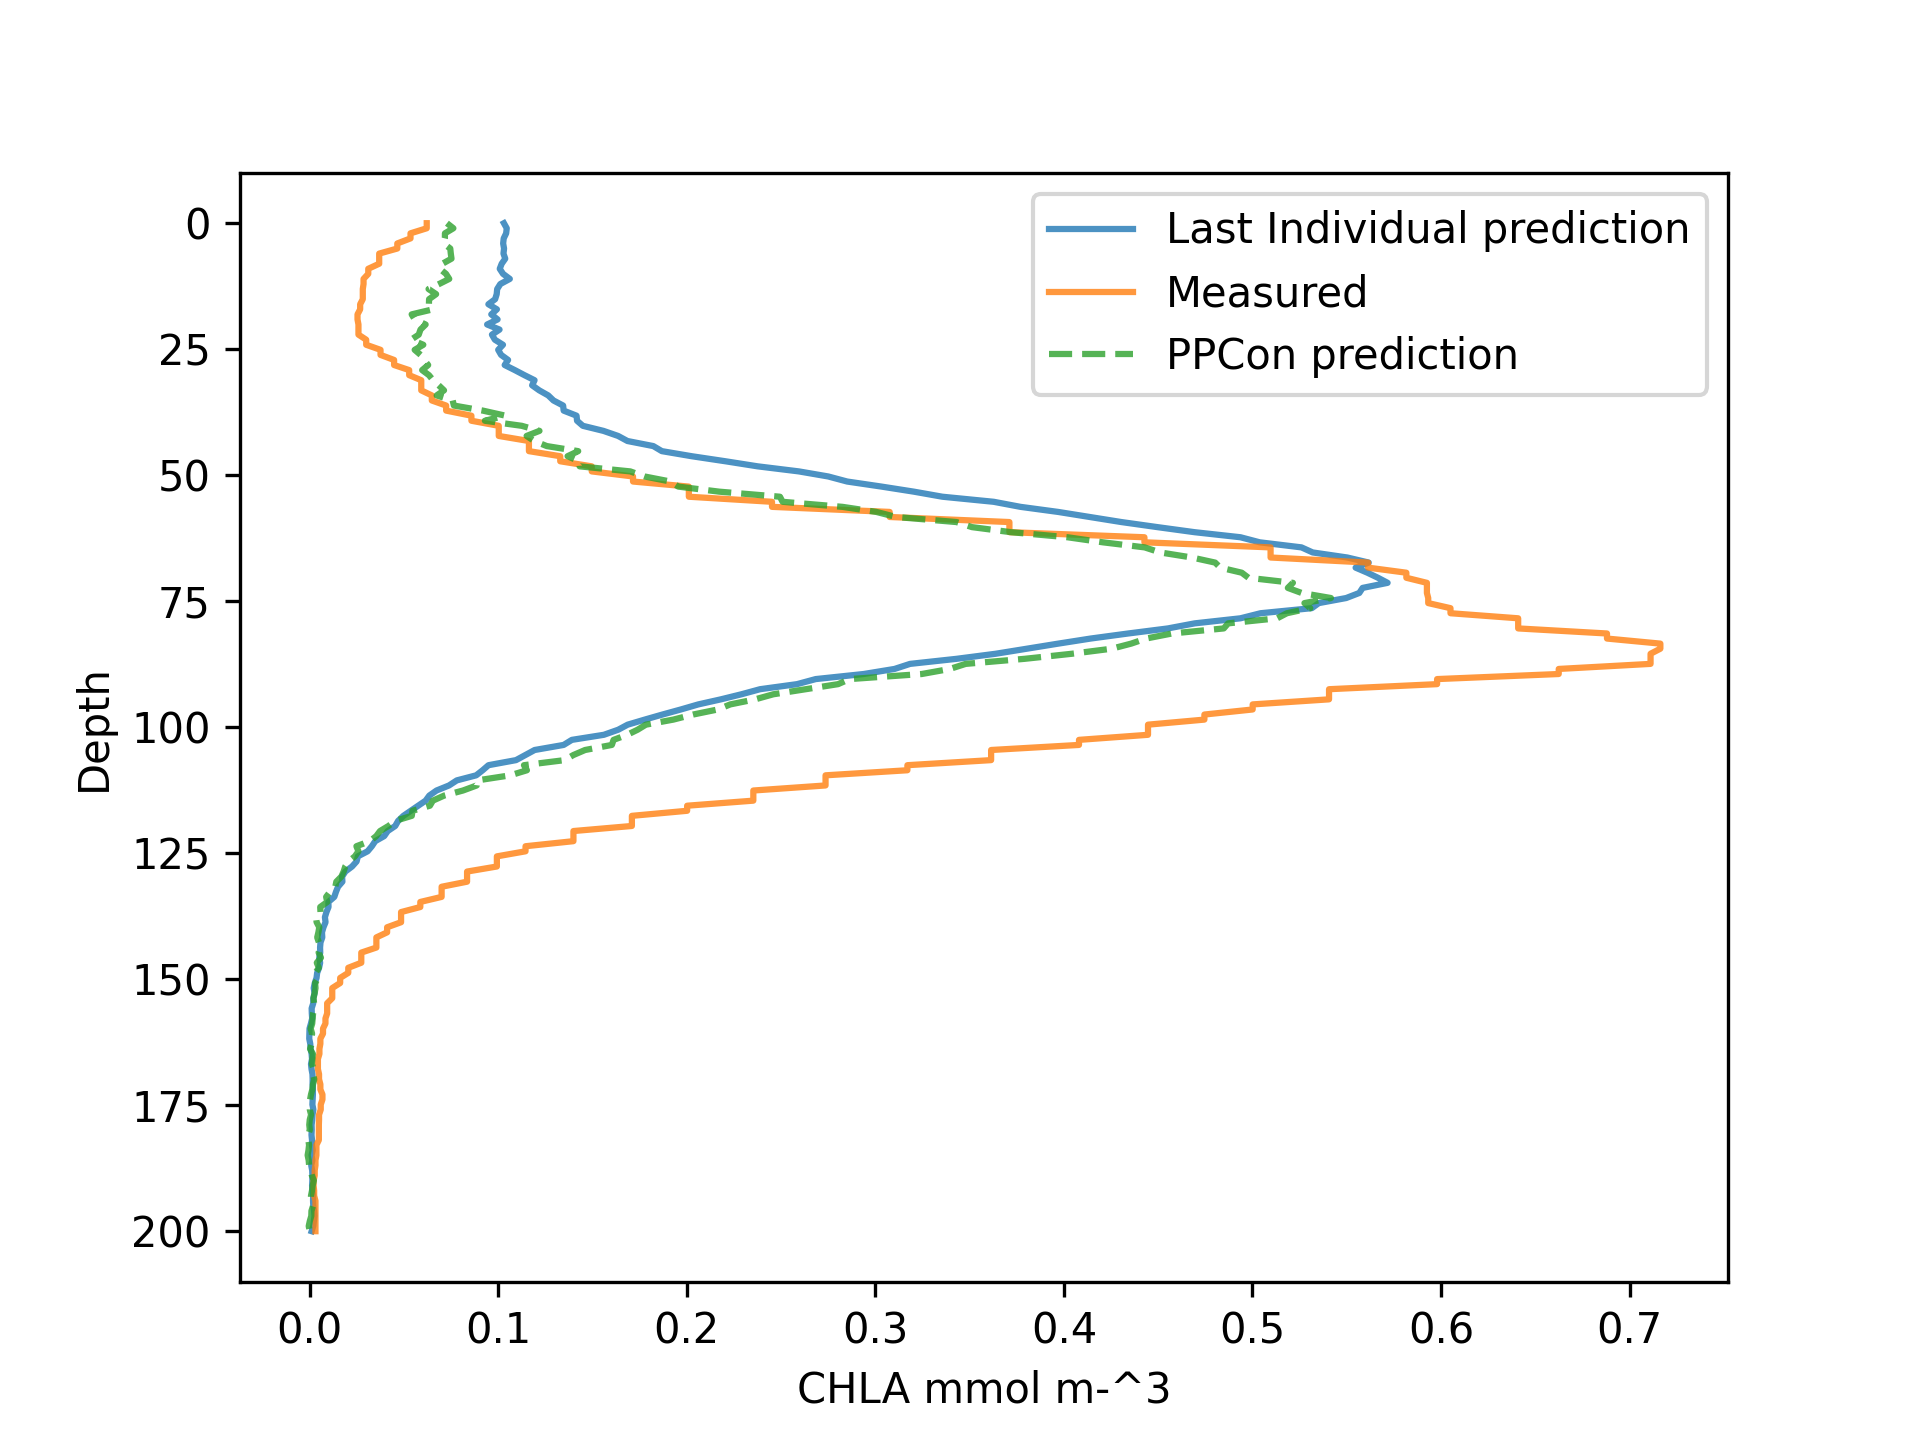 Last Individual prediction
Measured
PPCon prediction
0
25
50
75
100
125
150
175
200
Depth
0.0 0.1 0.2 0.3 0.4 0.5 0.6 0.7
CHLA mmol m-^3